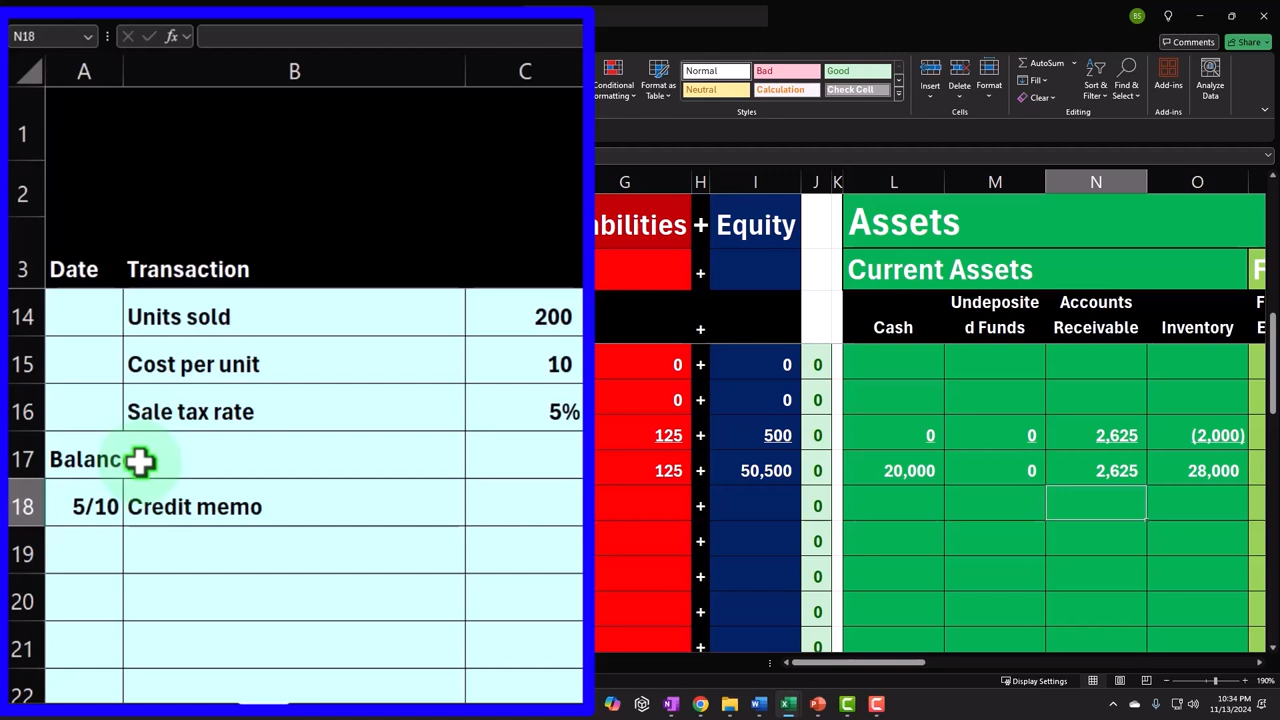 N18
fx
BS
Comments
Share
Conditional Formatting
Format as Table
Normal
Bad
Good
Neutral
Calculation
Check Cell
Styles
Insert
Delete
Format
Cells
AutoSum
Fill
Clear
Sort & Filter
Find & Select
Editing
Add-ins
Add-ins
Analyze Data
A B C
1
2
3 Date Transaction
14 Units sold 200
15 Cost per unit 10
16 Sale tax rate 5%
17 Balanc
18 5/10 Credit memo
19
20
21
22
G H I J K L M N O
abilities + Equity Assets
+ Current Assets F
Undeposite Accounts F
+ Cash d Funds Receivable Inventory E
0 + 0 0
0 + 0 0
125 + 500 0 0 0 2,625 (2,000)
125 + 50,500 0 20,000 0 2,625 28,000
+ 0
+ 0
+ 0
+ 0
+ 0
Display Settings
190%
10:34 PM
11/13/2024